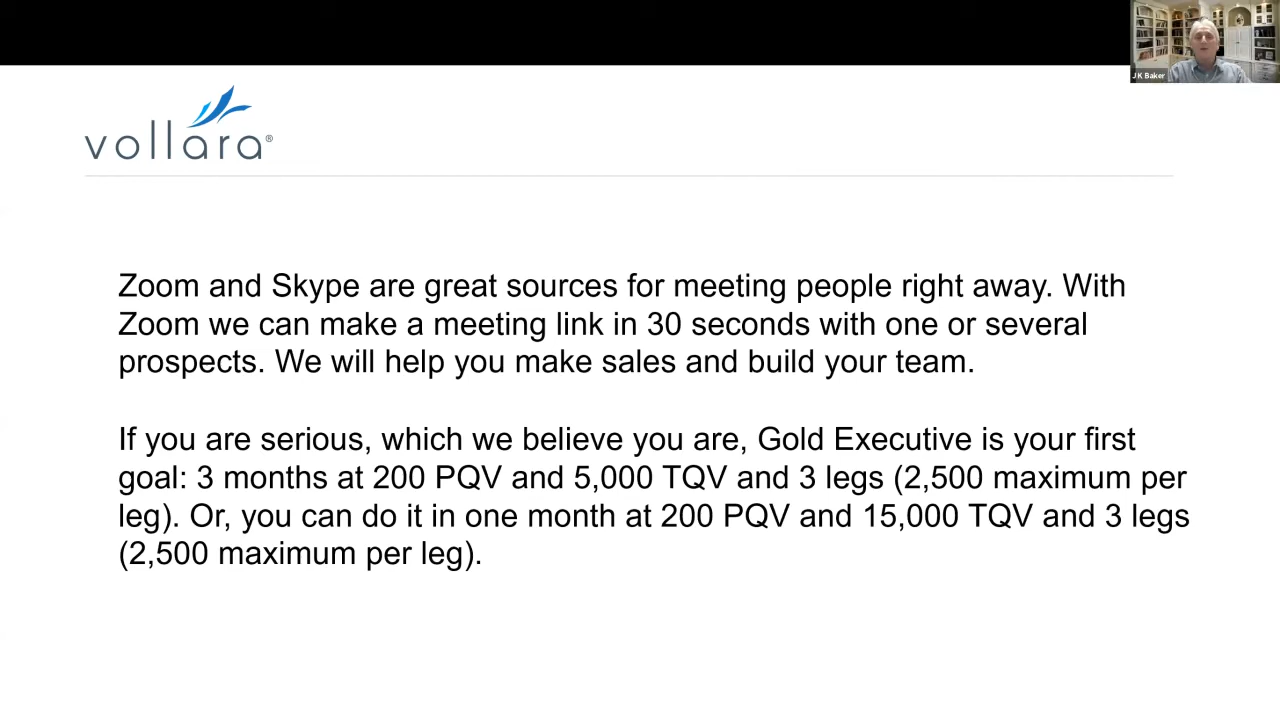 J K Baker
vollara®
Zoom and Skype are great sources for meeting people right away. With
Zoom we can make a meeting link in 30 seconds with one or several
prospects. We will help you make sales and build your team.
If you are serious, which we believe you are, Gold Executive is your first
goal: 3 months at 200 PQV and 5,000 TQV and 3 legs (2,500 maximum per
leg). Or, you can do it in one month at 200 PQV and 15,000 TQV and 3 legs
(2,500 maximum per leg).